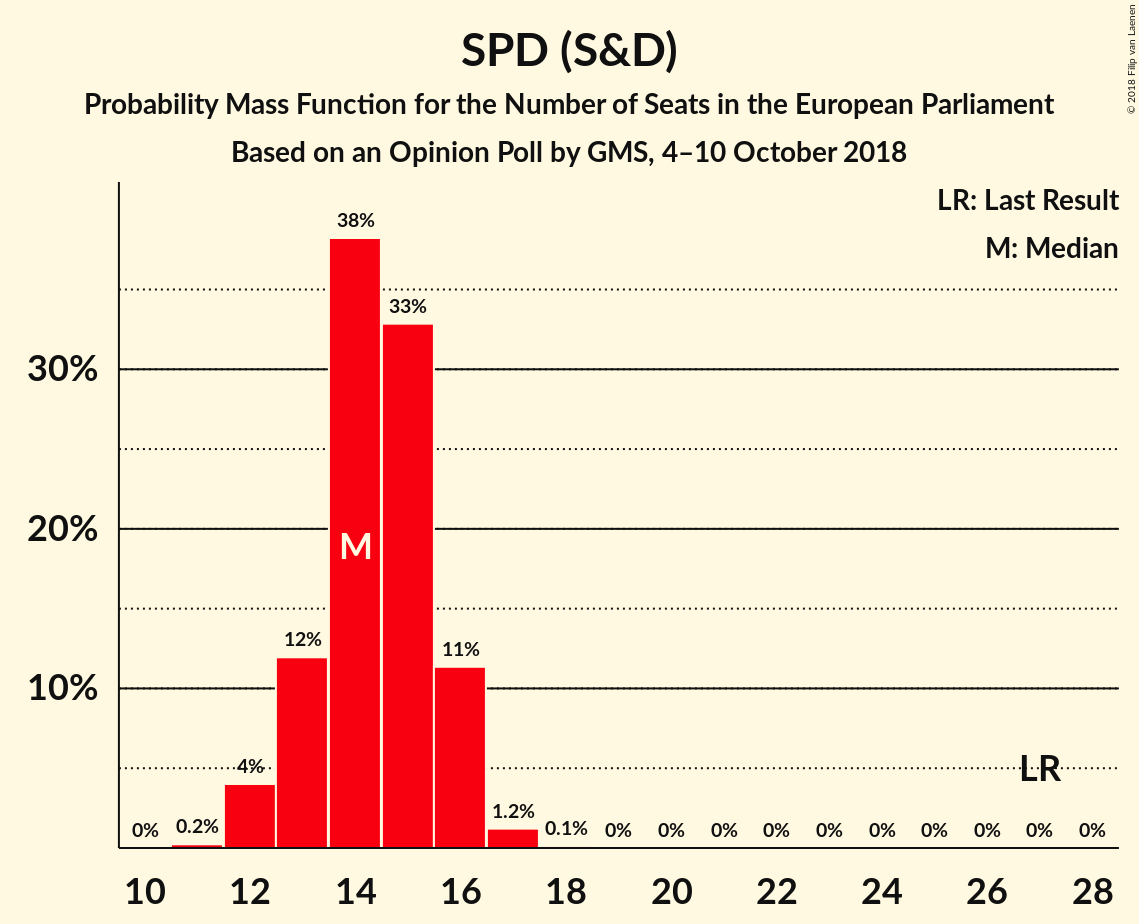 SPD (S&D)
Probability Mass Function for the Number of Seats in the European Parliament
Based on an Opinion Poll by GMS, 4–10 October 2018
© 2018 Filip van Laenen
LR: Last Result
M: Median
38%
33%
30%
20%
M
12%
11%
10%
4%
LR
0%
0.2%
1.2%
0.1%
0%
0%
0%
0%
0%
0%
0%
0%
0%
0%
10 12 14 16 18 20 22 24 26 28